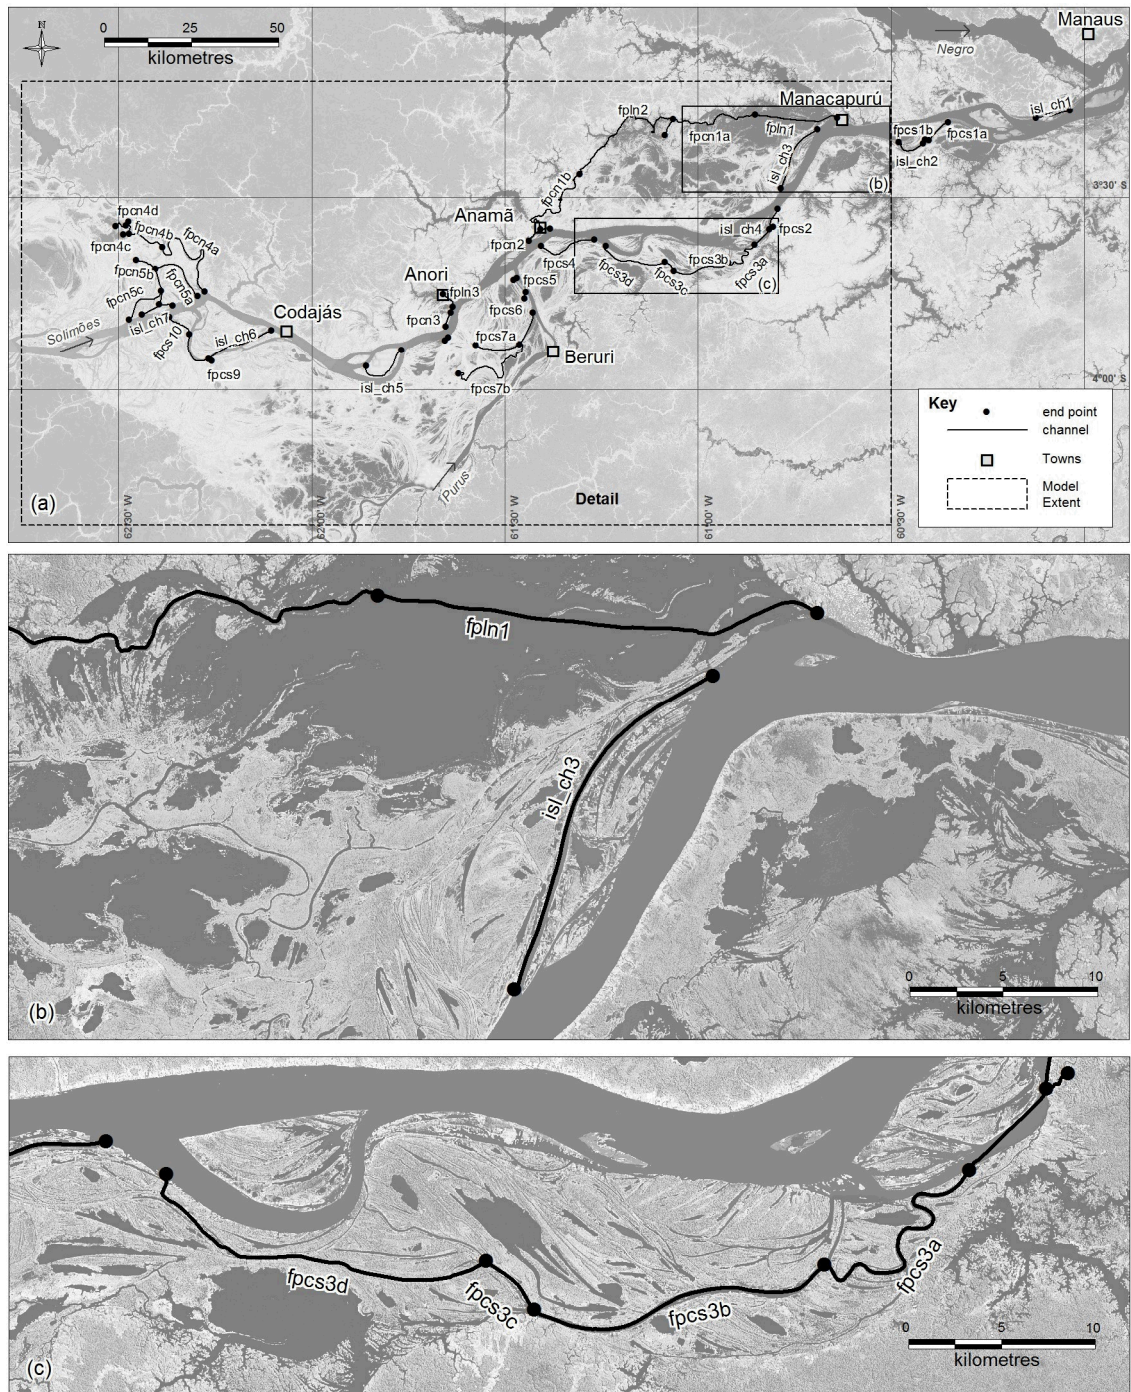 N
0 25 50
kilometres
Manaus
Negro
Manacapurú
isl_ch1
fpln2
fpcn1a
fpln1
fpcs1b
fpcs1a
isl_ch2
isl_ch3
(b)
3°30' S
fpcn1b
Anamã
fpcn4d
fpcn4b
fpcn4a
fpcn4c
fpcn2
isl_ch4
fpcs2
fpcs4
fpcs3d
fpcs3b
fpcs3a
fpcs3c
(c)
fpcn5b
fpcn5a
fpcn5c
Anori
fpln3
fpcs5
fpcs6
fpcn3
Codajás
Solimões
isl_ch7
fpcs10
isl_ch6
fpcs9
fpcs7a
Beruri
isl_ch5
fpcs7b
4°00' S
Key
end point
channel
Towns
Model
Extent
Purus
Detail
(a)
62°30' W
62°00' W
61°30' W
61°00' W
60°30' W
fpln1
isl_ch3
0 5 10
kilometres
(b)
fpcs3d
fpcs3c
fpcs3b
fpcs3a
0 5 10
kilometres
(c)